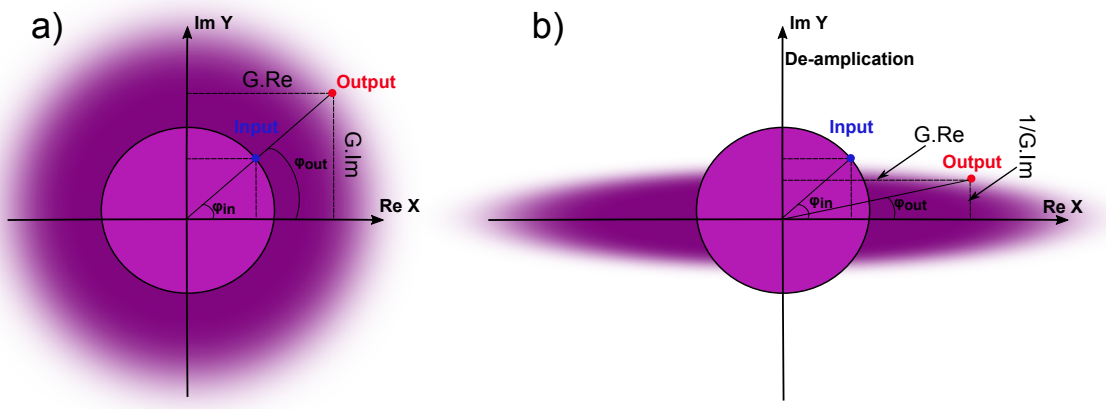 a)
Im Y
G.Re
Output
Input
G.Im
φout
φin
Re X
b)
Im Y
De-amplication
Input
G.Re
Output
1/G.Im
φin
φout
Re X